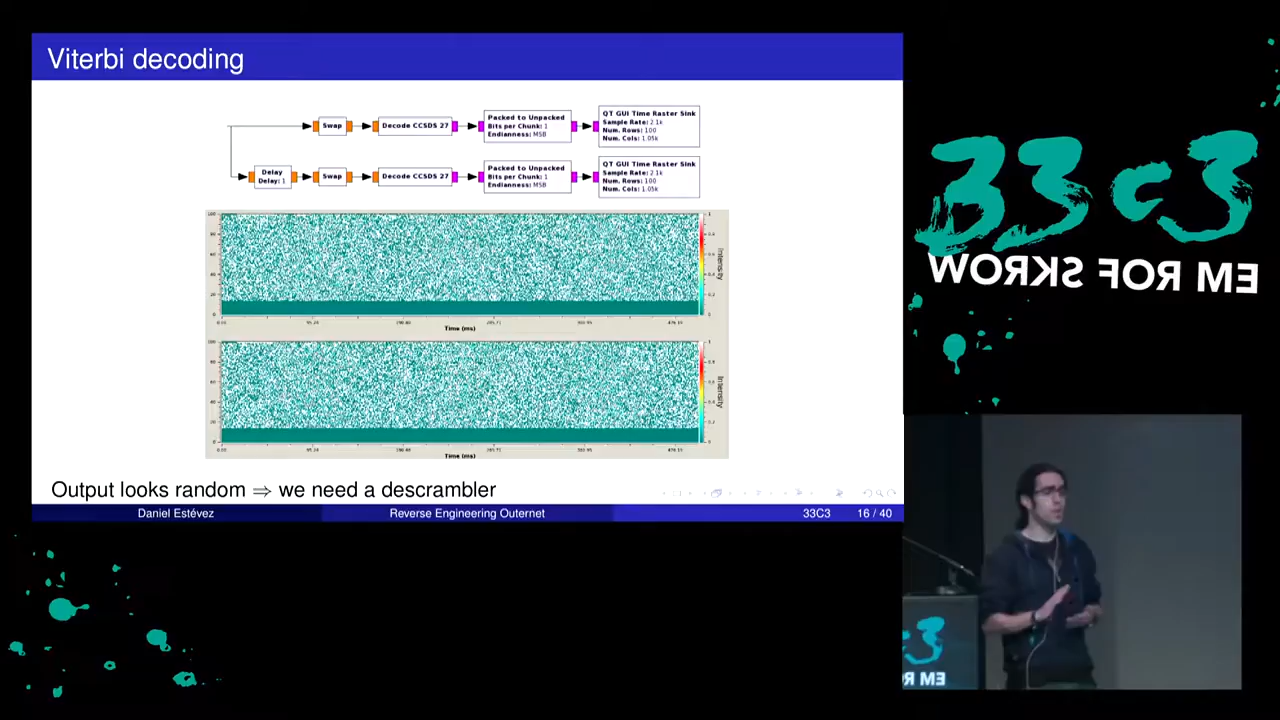 Viterbi decoding
Swap
Decode CCSDS 27
Packed to Unpacked
Bits per Chunk: 1
Endianness: MSB
QT GUI Time Raster Sink
Sample Rate: 2.1k
Num. Rows: 100
Num. Cols: 1.05k
Delay
Delay: 1
Swap
Decode CCSDS 27
Packed to Unpacked
Bits per Chunk: 1
Endianness: MSB
QT GUI Time Raster Sink
Sample Rate: 2.1k
Num. Rows: 100
Num. Cols: 1.05k
Intensity
Time (ms)
Intensity
Time (ms)
Output looks random ⇒ we need a descrambler
Daniel Estévez
Reverse Engineering Outernet
33C3
16 / 40
33c3
WORKS FOR ME